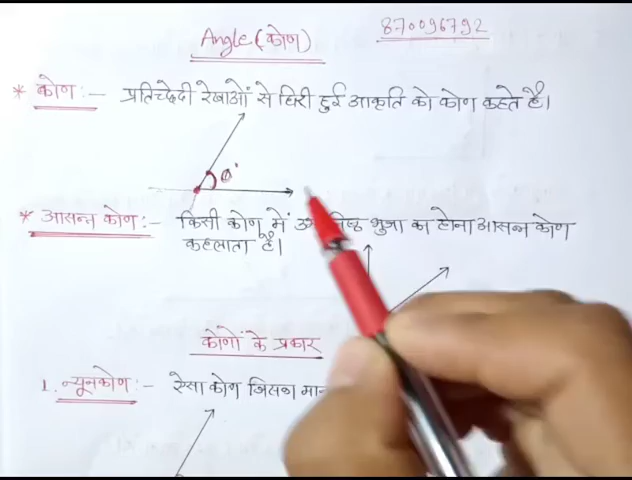 Angle (कोण)
870096792
* कोण :- प्रतिच्छेदी रेखाओं से घिरी हुई आकृति को कोण कहते है।
θ°
* आसन्न कोण :- किसी कोण में भुजा का होना आसन्न कोण
कहलाता है।
कोणों के प्रकार
1. न्यूनकोण :- ऐसा कोण जिसका